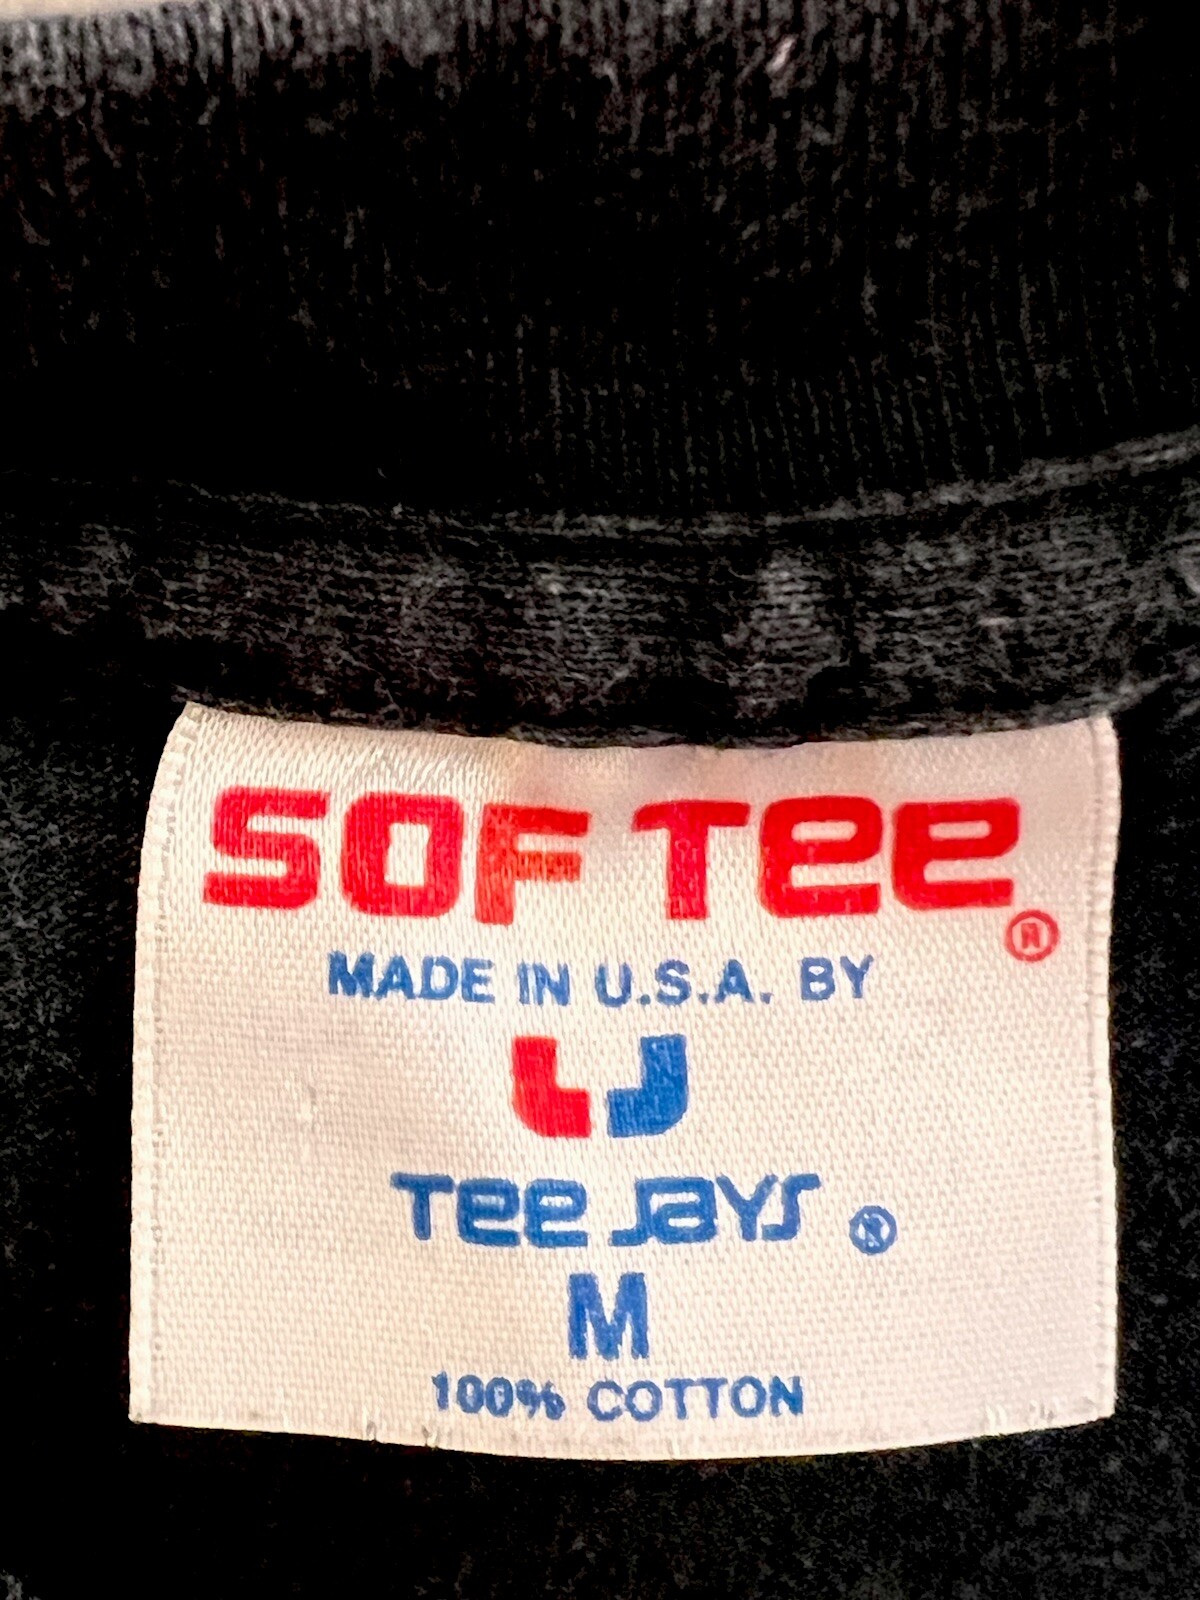 SOF TEE ®
MADE IN U.S.A. BY
TEE JAYS ®
M
100% COTTON